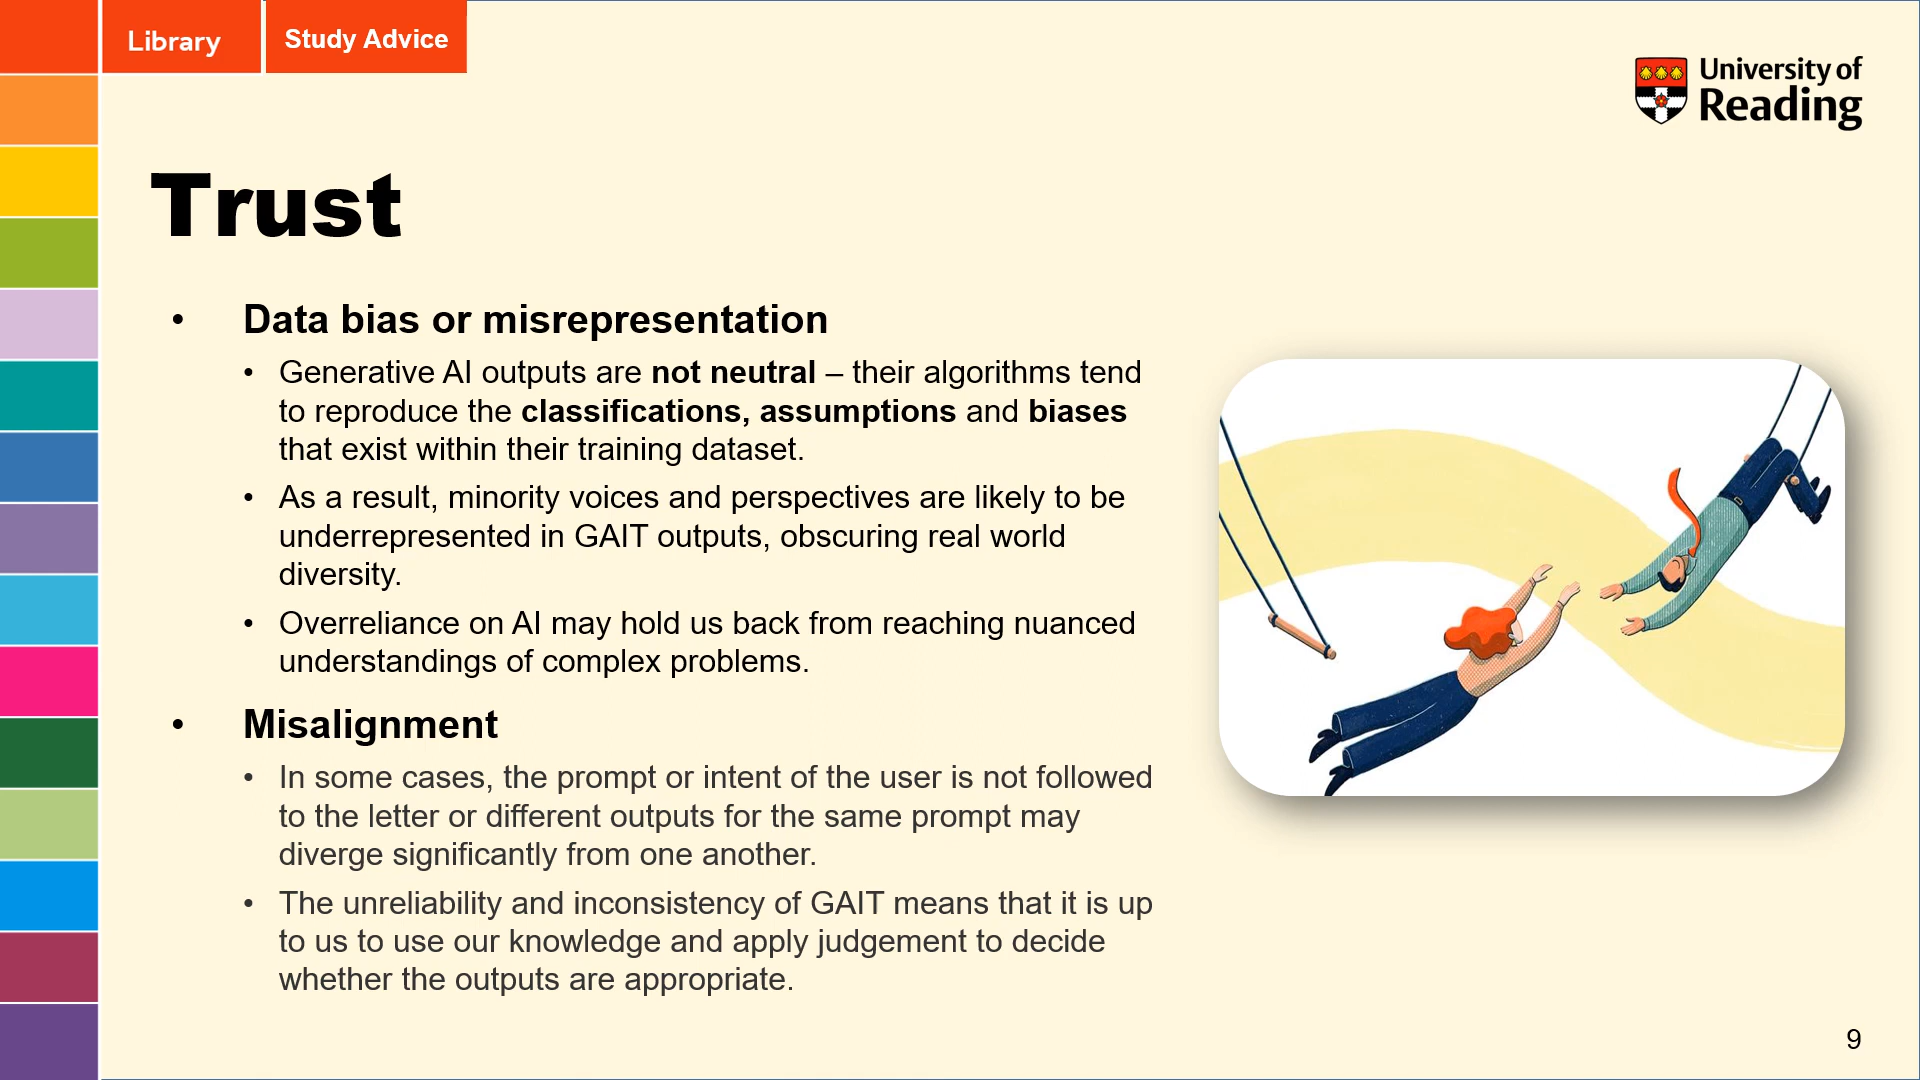 Library
Study Advice
University of
Reading
Trust
• Data bias or misrepresentation
• Generative AI outputs are not neutral – their algorithms tend
to reproduce the classifications, assumptions and biases
that exist within their training dataset.
• As a result, minority voices and perspectives are likely to be
underrepresented in GAIT outputs, obscuring real world
diversity.
• Overreliance on AI may hold us back from reaching nuanced
understandings of complex problems.
• Misalignment
• In some cases, the prompt or intent of the user is not followed
to the letter or different outputs for the same prompt may
diverge significantly from one another.
• The unreliability and inconsistency of GAIT means that it is up
to us to use our knowledge and apply judgement to decide
whether the outputs are appropriate.
9